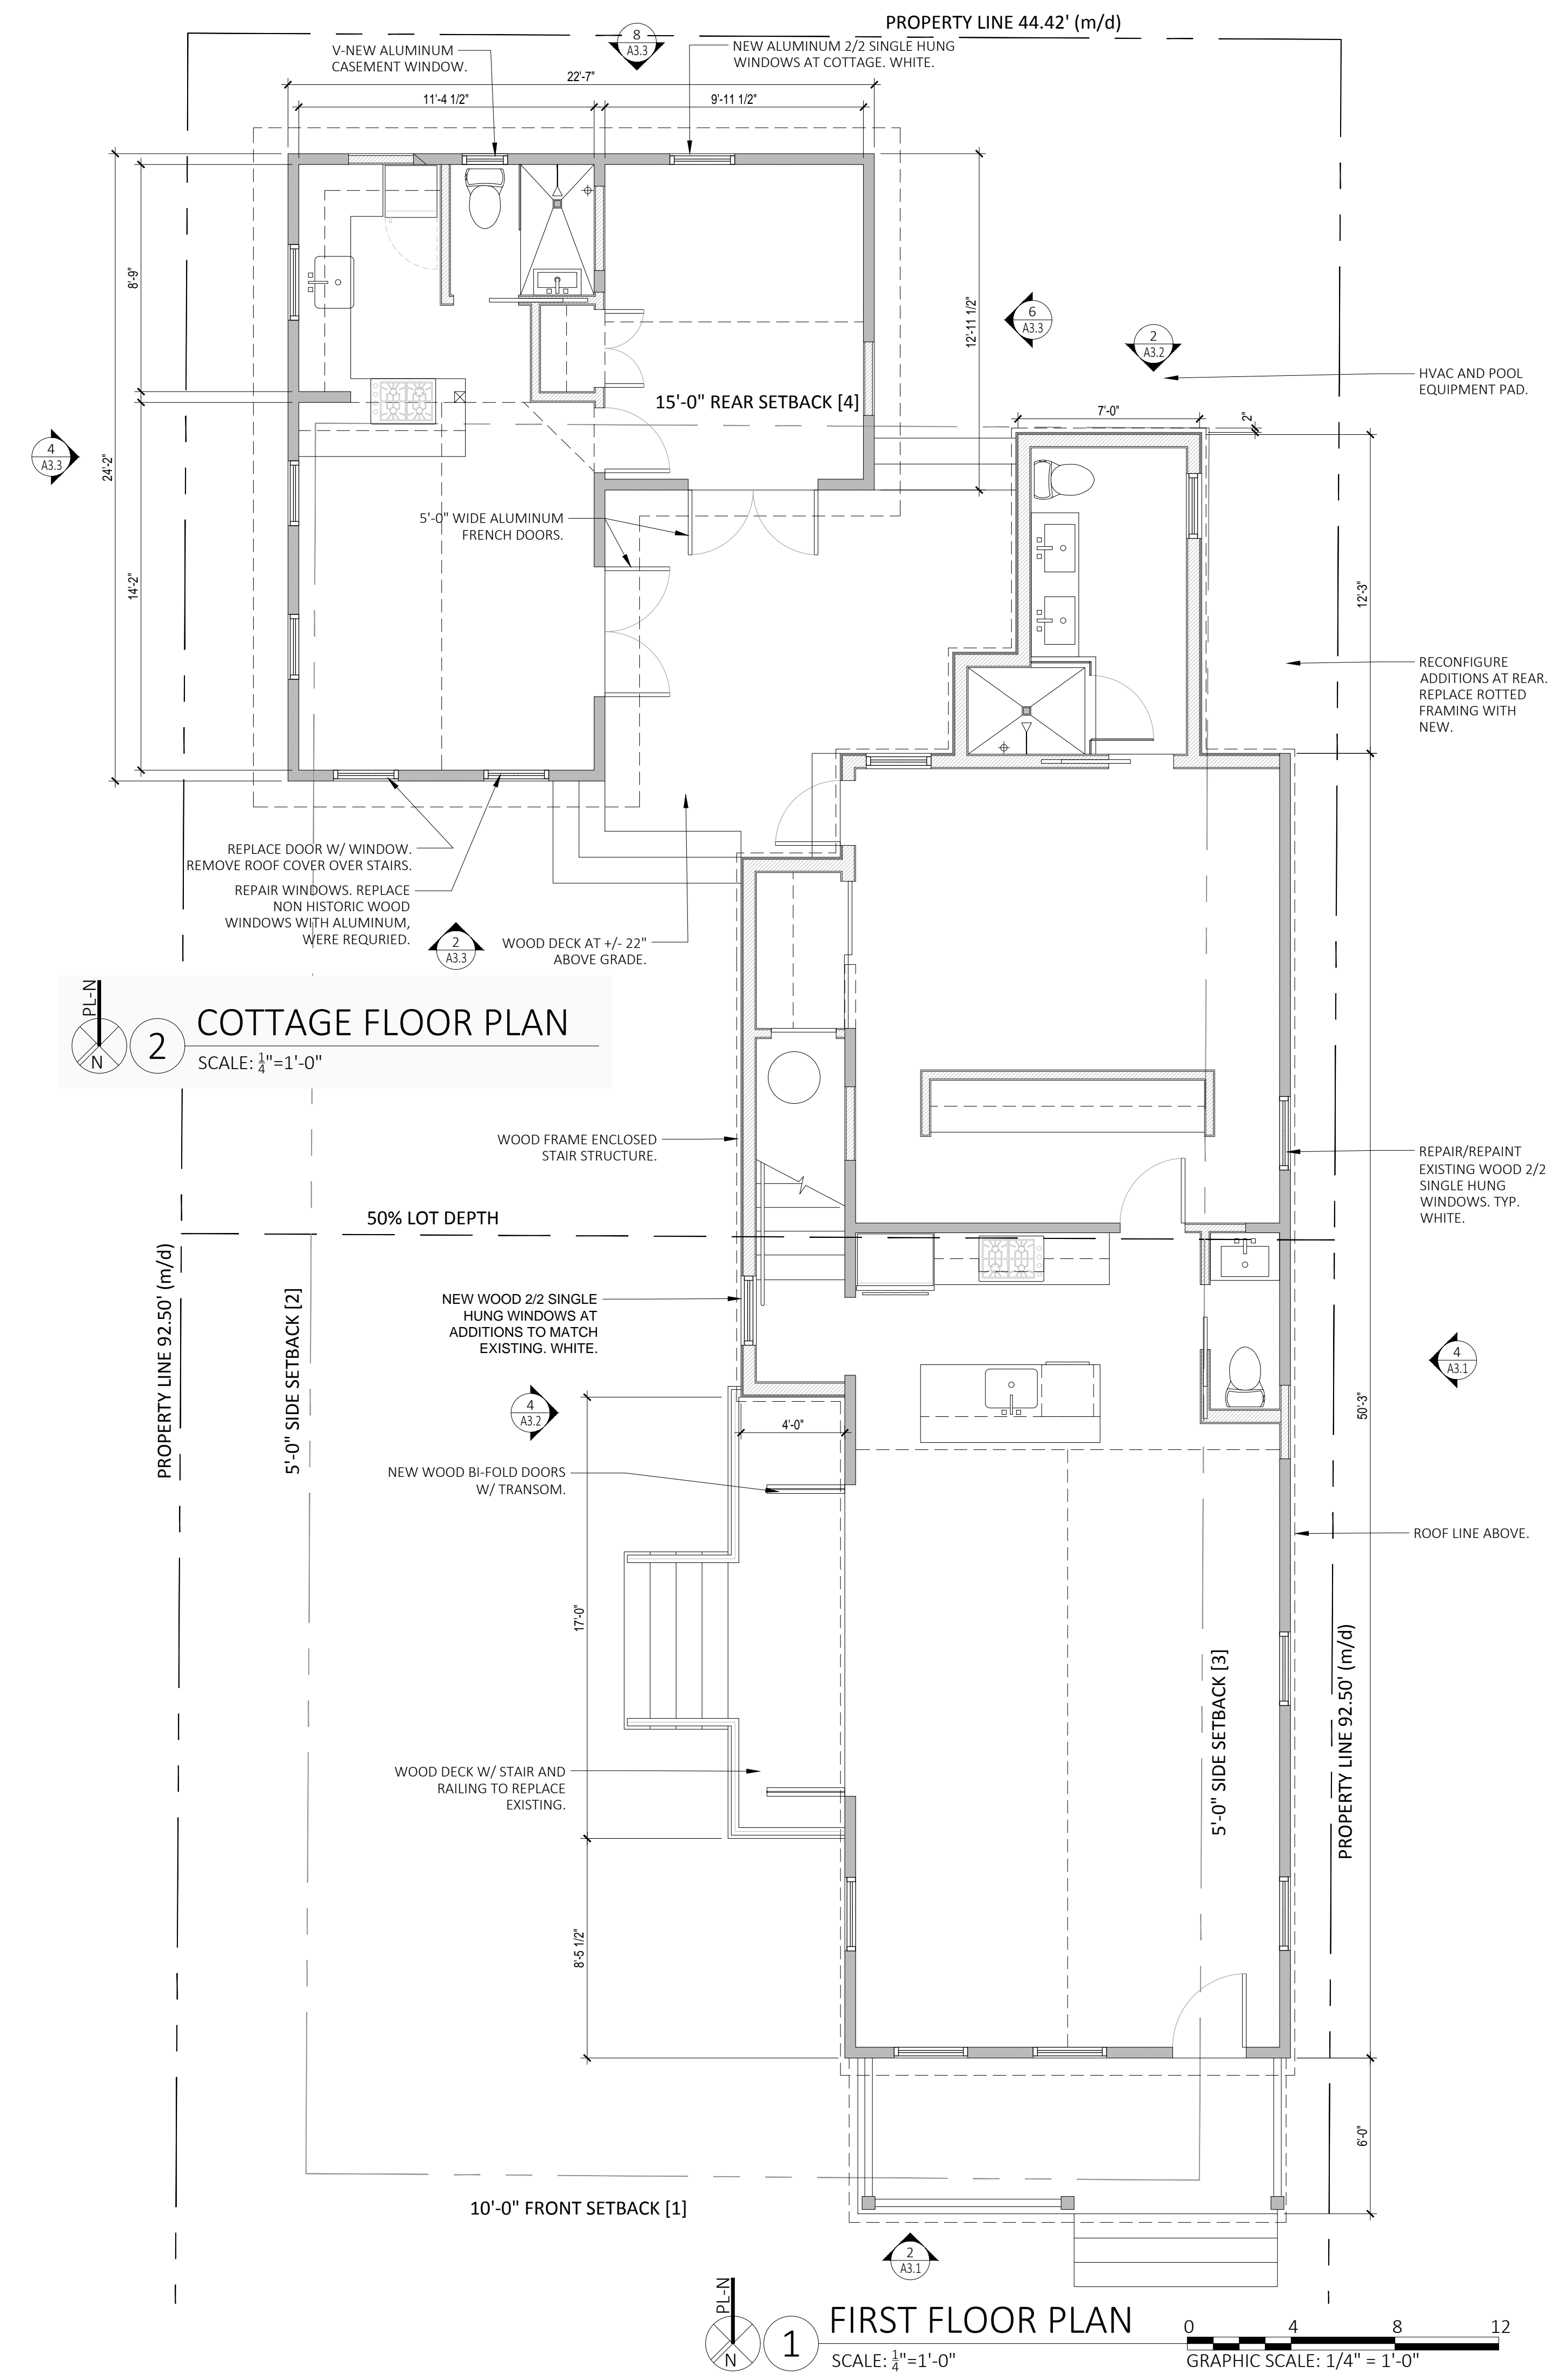 PROPERTY LINE 44.42' (m/d)
8
A3.3
V-NEW ALUMINUM
CASEMENT WINDOW.
NEW ALUMINUM 2/2 SINGLE HUNG
WINDOWS AT COTTAGE. WHITE.
22'-7"
11'-4 1/2"
9'-11 1/2"
8'-9"
12'-11 1/2"
6
A3.3
2
A3.2
HVAC AND POOL
EQUIPMENT PAD.
15'-0" REAR SETBACK [4]
7'-0"
2"
4
A3.3
24'-2"
5'-0" WIDE ALUMINUM
FRENCH DOORS.
14'-2"
12'-3"
RECONFIGURE
ADDITIONS AT REAR.
REPLACE ROTTED
FRAMING WITH
NEW.
REPLACE DOOR W/ WINDOW.
REMOVE ROOF COVER OVER STAIRS.
REPAIR WINDOWS. REPLACE
NON HISTORIC WOOD
WINDOWS WITH ALUMINUM,
WERE REQURIED.
2
A3.3
WOOD DECK AT +/- 22"
ABOVE GRADE.
PL-N
N
2
COTTAGE FLOOR PLAN
SCALE: 1/4"=1'-0"
WOOD FRAME ENCLOSED
STAIR STRUCTURE.
REPAIR/REPAINT
EXISTING WOOD 2/2
SINGLE HUNG
WINDOWS. TYP.
WHITE.
50% LOT DEPTH
PROPERTY LINE 92.50' (m/d)
5'-0" SIDE SETBACK [2]
NEW WOOD 2/2 SINGLE
HUNG WINDOWS AT
ADDITIONS TO MATCH
EXISTING. WHITE.
4
A3.1
4
A3.2
50'-3"
4'-0"
NEW WOOD BI-FOLD DOORS
W/ TRANSOM.
ROOF LINE ABOVE.
17'-0"
5'-0" SIDE SETBACK [3]
PROPERTY LINE 92.50' (m/d)
WOOD DECK W/ STAIR AND
RAILING TO REPLACE
EXISTING.
8'-5 1/2"
6'-0"
10'-0" FRONT SETBACK [1]
2
A3.1
PL-N
N
1
FIRST FLOOR PLAN
SCALE: 1/4"=1'-0"
0 4 8 12
GRAPHIC SCALE: 1/4" = 1'-0"